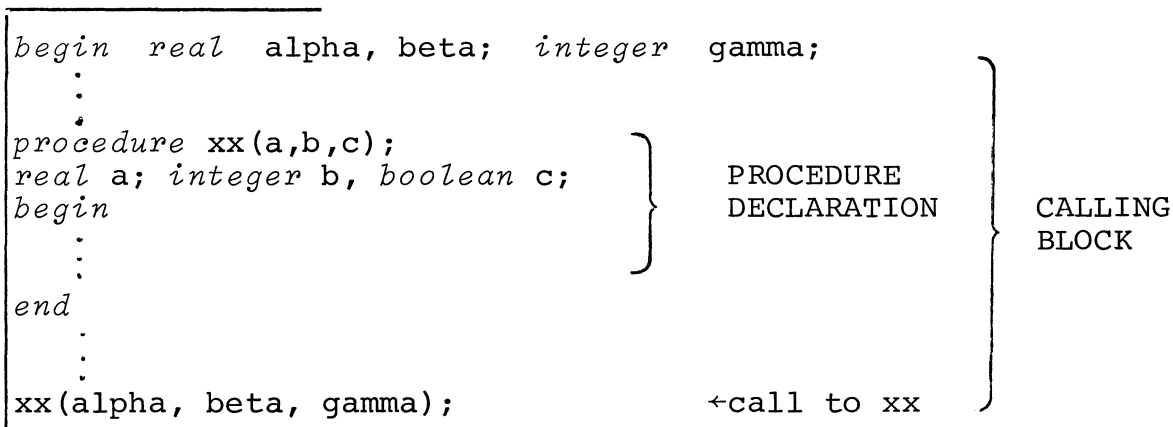 begin real alpha, beta; integer gamma;
procedure xx(a,b,c);
real a; integer b, boolean c;
begin
end
xx(alpha, beta, gamma);
PROCEDURE
DECLARATION
←call to xx
CALLING
BLOCK